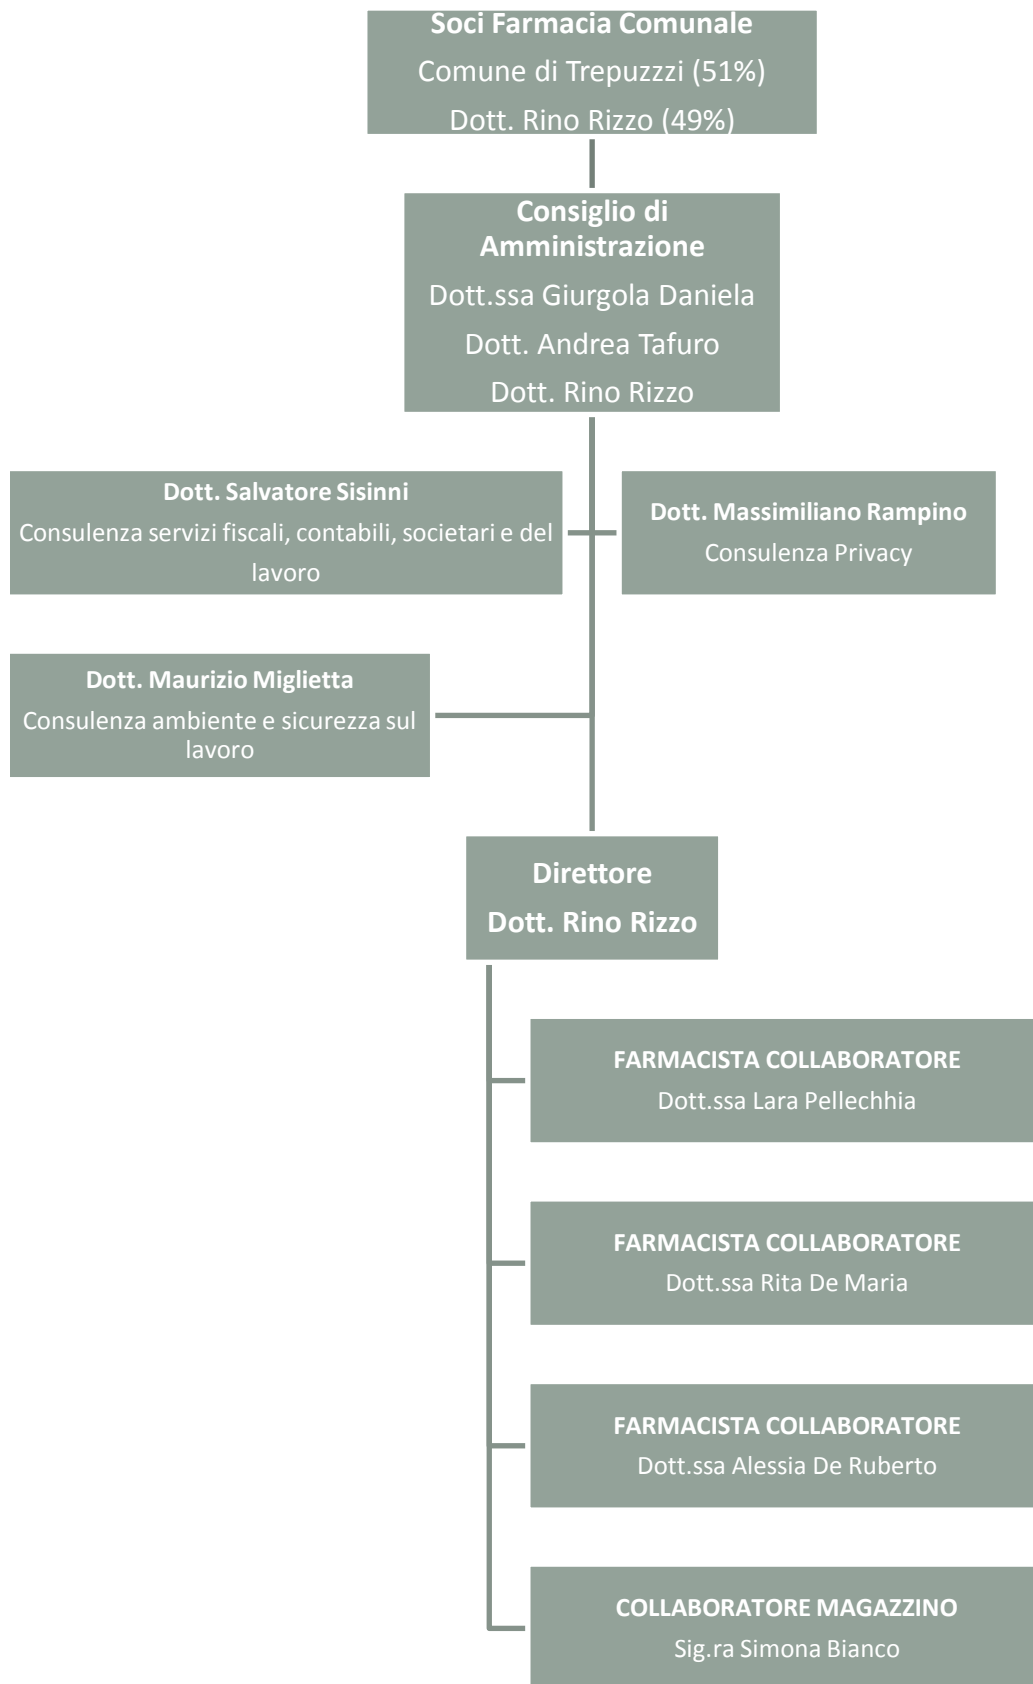 Soci Farmacia Comunale
Comune di Trepuzzzi (51%)
Dott. Rino Rizzo (49%)
Consiglio di
Amministrazione
Dott.ssa Giurgola Daniela
Dott. Andrea Tafuro
Dott. Rino Rizzo
Dott. Salvatore Sisinni
Consulenza servizi fiscali, contabili, societari e del
lavoro
Dott. Massimiliano Rampino
Consulenza Privacy
Dott. Maurizio Miglietta
Consulenza ambiente e sicurezza sul
lavoro
Direttore
Dott. Rino Rizzo
FARMACISTA COLLABORATORE
Dott.ssa Lara Pellechhia
FARMACISTA COLLABORATORE
Dott.ssa Rita De Maria
FARMACISTA COLLABORATORE
Dott.ssa Alessia De Ruberto
COLLABORATORE MAGAZZINO
Sig.ra Simona Bianco